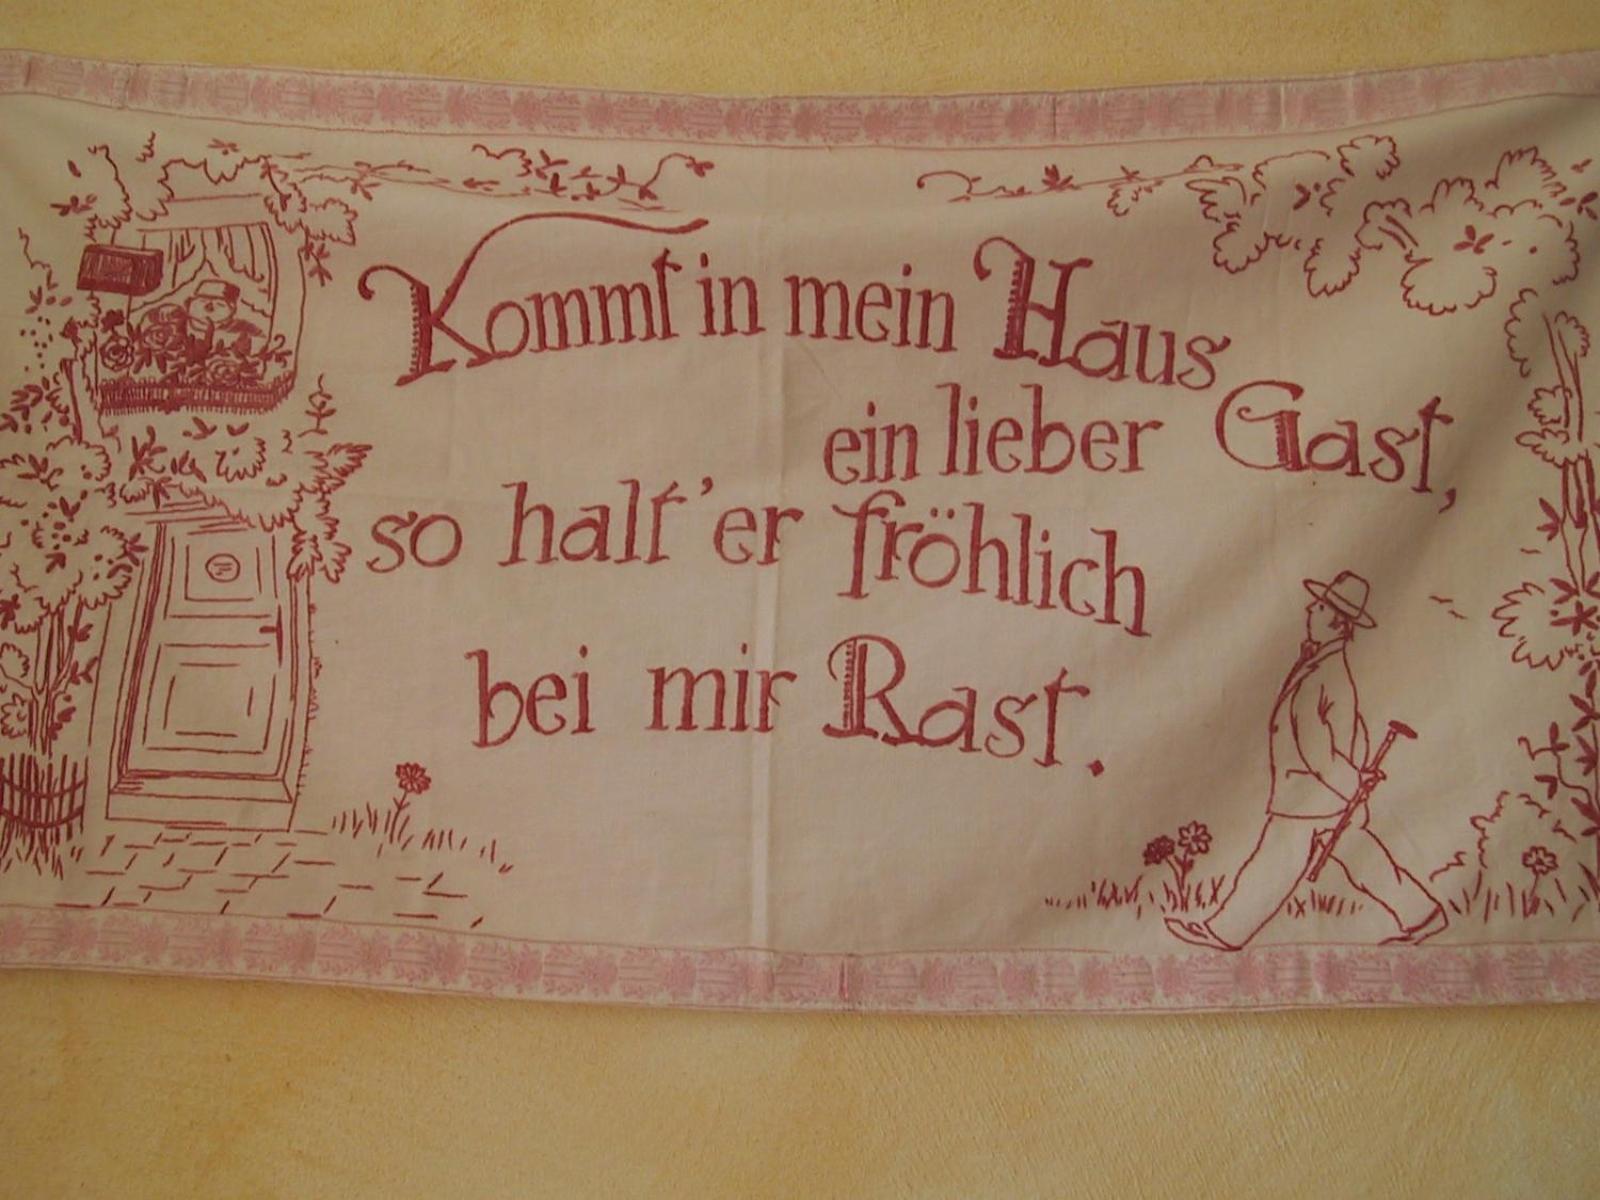 Kommt in mein Haus
ein lieber Gast,
so halt' er fröhlich
bei mir Rast.